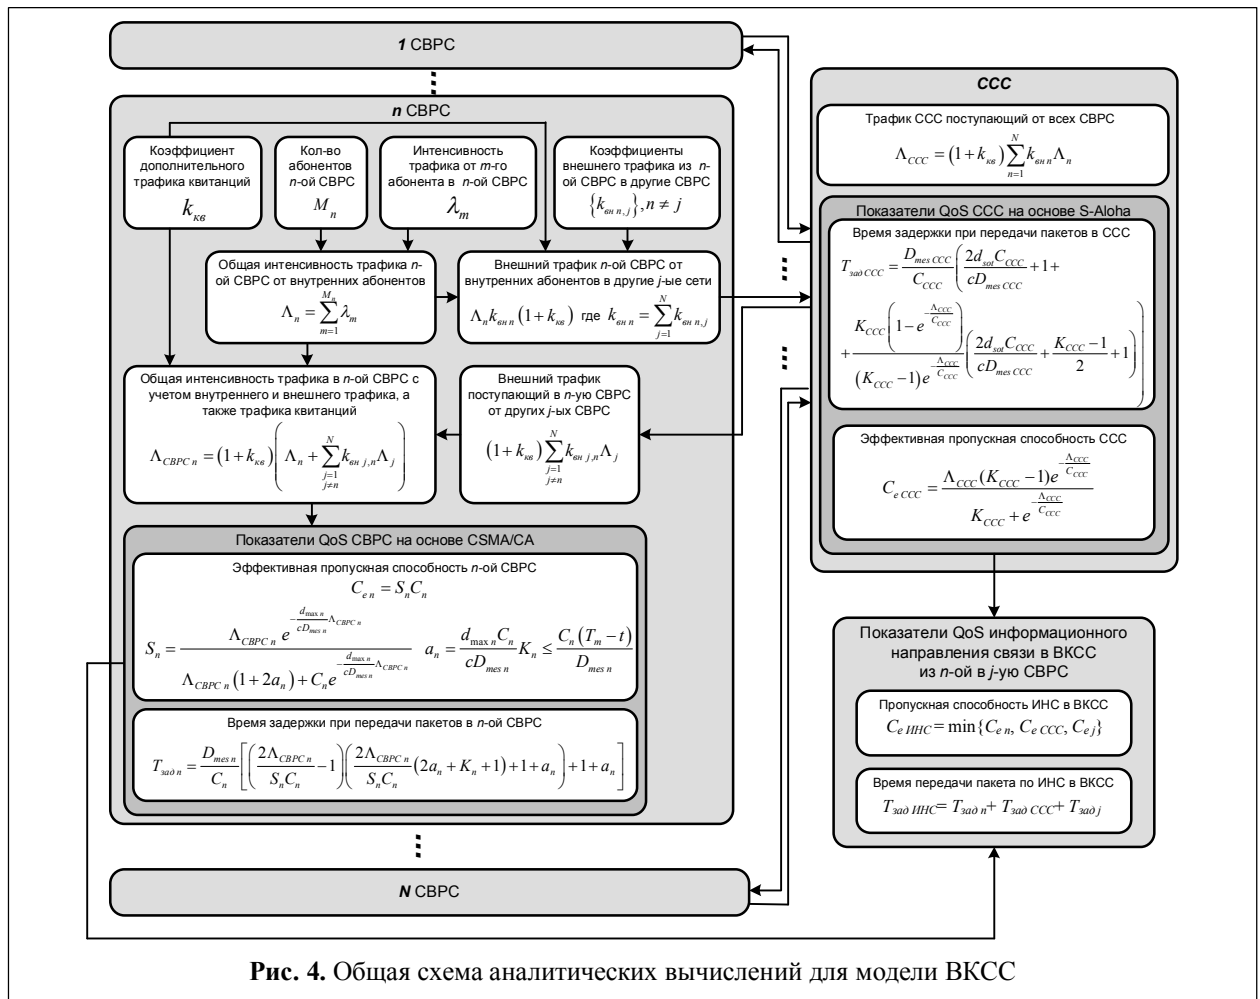 1 СВРС
n СВРС
Коэффициент
дополнительного
трафика квитанций
k_кв
Кол-во
абонентов
n-ой СВРС
M_n
Интенсивность
трафика от m-го
абонента в n-ой СВРС
λ_m
Коэффициенты
внешнего трафика из n-
ой СВРС в другие СВРС
{k_вн n,j}, n ≠ j
Общая интенсивность трафика n-
ой СВРС от внутренних абонентов
Λ_n = ∑_{m=1}^{M_n} λ_m
Внешний трафик n-ой СВРС от
внутренних абонентов в другие j-ые сети
Λ_n k_вн n (1 + k_кв) где k_вн n = ∑_{j=1}^{N} k_вн n,j
Общая интенсивность трафика в n-ой СВРС с
учетом внутреннего и внешнего трафика, а
также трафика квитанций
Λ_СВРС n = (1 + k_кв)(Λ_n + ∑_{j=1, j≠n}^{N} k_вн j,n Λ_j)
Внешний трафик
поступающий в n-ую СВРС
от других j-ых СВРС
(1 + k_кв) ∑_{j=1, j≠n}^{N} k_вн j,n Λ_j
Показатели QoS СВРС на основе CSMA/CA
Эффективная пропускная способность n-ой СВРС
C_e n = S_n C_n
S_n = (Λ_СВРС n e^{-(d_max n / cD_mes n) Λ_СВРС n}) / (Λ_СВРС n (1 + 2a_n) + C_n e^{-(d_max n / cD_mes n) Λ_СВРС n}) a_n = (d_max n C_n / cD_mes n) K_n ≤ C_n (T_m − t) / D_mes n
Время задержки при передачи пакетов в n-ой СВРС
T_зад n = (D_mes n / C_n) [((2Λ_СВРС n / S_n C_n) − 1)((2Λ_СВРС n / S_n C_n)(2a_n + K_n + 1) + 1 + a_n) + 1 + a_n]
N СВРС
ССС
Трафик ССС поступающий от всех СВРС
Λ_ССС = (1 + k_кв) ∑_{n=1}^{N} k_вн n Λ_n
Показатели QoS ССС на основе S-Aloha
Время задержки при передачи пакетов в ССС
T_зад ССС = (D_mes ССС / C_ССС) (2d_sot C_ССС / cD_mes ССС + 1 +
+ (K_ССС (1 − e^{-Λ_ССС / C_ССС})) / ((K_ССС − 1) e^{-Λ_ССС / C_ССС}) (2d_sot C_ССС / cD_mes ССС + (K_ССС − 1) / 2 + 1))
Эффективная пропускная способность ССС
C_e ССС = (Λ_ССС (K_ССС − 1) e^{-Λ_ССС / C_ССС}) / (K_ССС + e^{-Λ_ССС / C_ССС})
Показатели QoS информационного
направления связи в ВКСС
из n-ой в j-ую СВРС
Пропускная способность ИНС в ВКСС
C_e ИНС = min{C_e n, C_e ССС, C_e j}
Время передачи пакета по ИНС в ВКСС
T_зад ИНС = T_зад n + T_зад ССС + T_зад j
Рис. 4. Общая схема аналитических вычислений для модели ВКСС